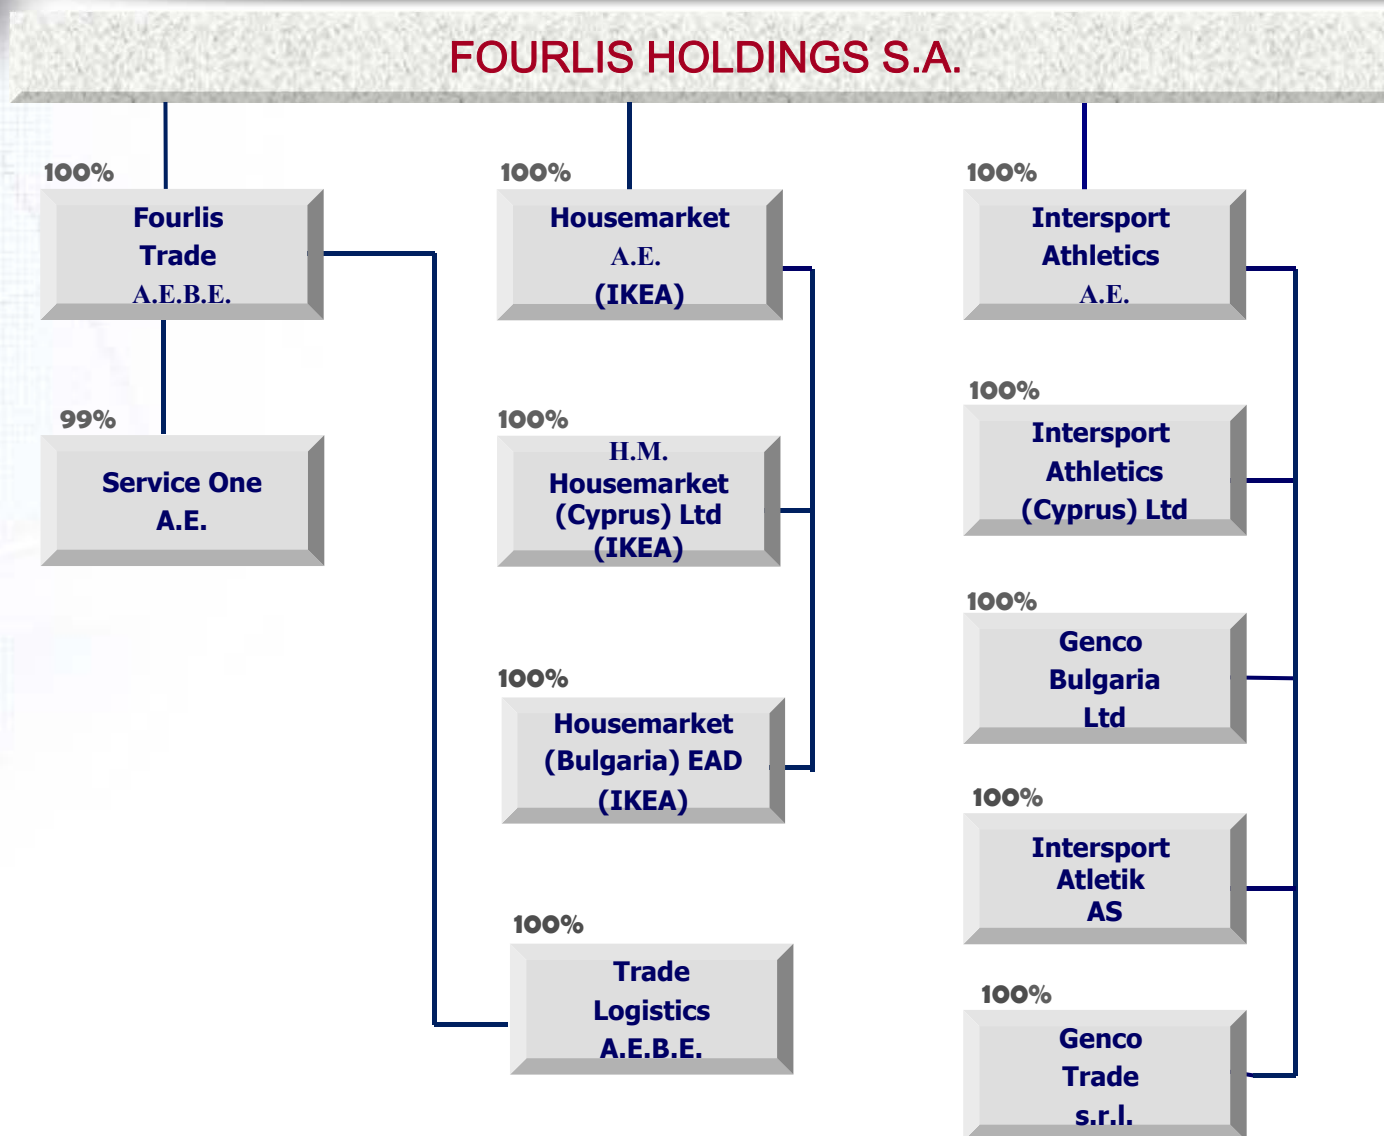 FOURLIS HOLDINGS S.A.
100%
Fourlis
Trade
A.E.B.E.
99%
Service One
A.E.
100%
Housemarket
A.E.
(IKEA)
100%
H.M.
Housemarket
(Cyprus) Ltd
(IKEA)
100%
Housemarket
(Bulgaria) EAD
(IKEA)
100%
Trade
Logistics
A.E.B.E.
100%
Intersport
Athletics
A.E.
100%
Intersport
Athletics
(Cyprus) Ltd
100%
Genco
Bulgaria
Ltd
100%
Intersport
Atletik
AS
100%
Genco
Trade
s.r.l.